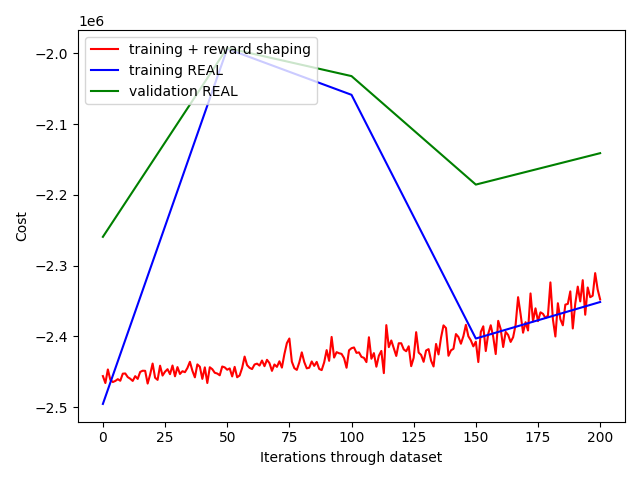 1e6
training + reward shaping
training REAL
validation REAL
Cost
−2.0
−2.1
−2.2
−2.3
−2.4
−2.5
0 25 50 75 100 125 150 175 200
Iterations through dataset